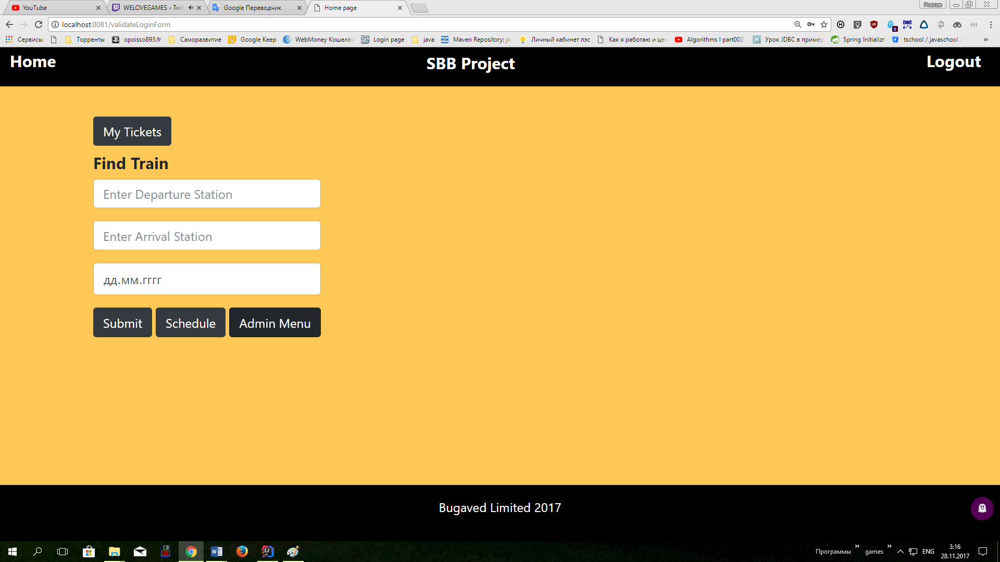 YouTube
WELOVEGAMES - Twi
Google Переводчик
Home page
Ростов
localhost:8081/validateLoginForm
Сервисы
Торренты
opoisso893.fr
Саморазвитие
Google Keep
WebMoney Кошелёк
Login page
java
Maven Repository: ja
Личный кабинет пэс
Как я работаю и цен
Algorithms I part002
Урок JDBC в пример
Spring Initializr
tschool / javaschool /
Home
SBB Project
Logout
My Tickets
Find Train
Enter Departure Station
Enter Arrival Station
дд.мм.гггг
Submit
Schedule
Admin Menu
Bugaved Limited 2017
Программы
games
ENG
3:16
28.11.2017